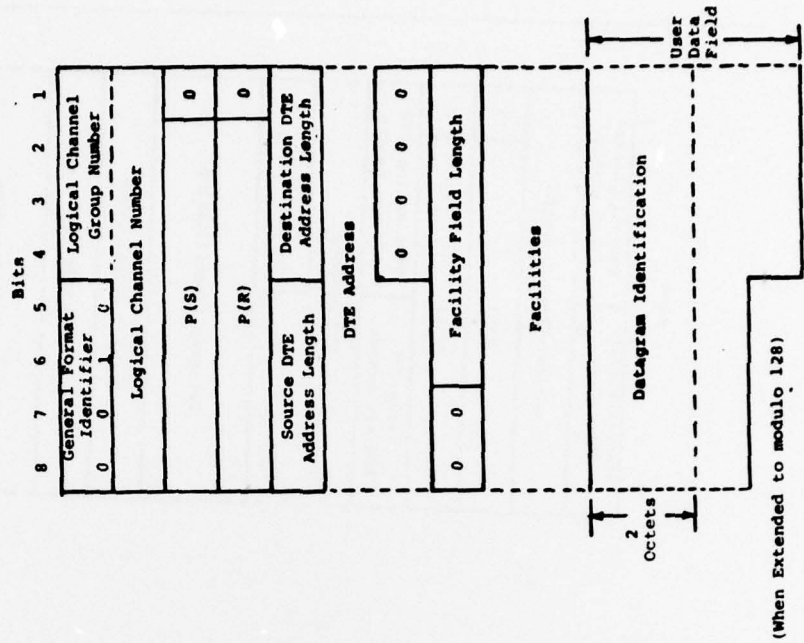 Bits
8 7 6 5 4 3 2 1
General Format Logical Channel
Identifier Group Number
0 0 1 0
Logical Channel Number
P(S) 0
P(R) 0
Source DTE Destination DTE
Address Length Address Length
DTE Address
0 0 0 0
0 0 Facility Field Length
Facilities
Datagram Identification
2
Octets
User
Data
Field
(When Extended to modulo 128)